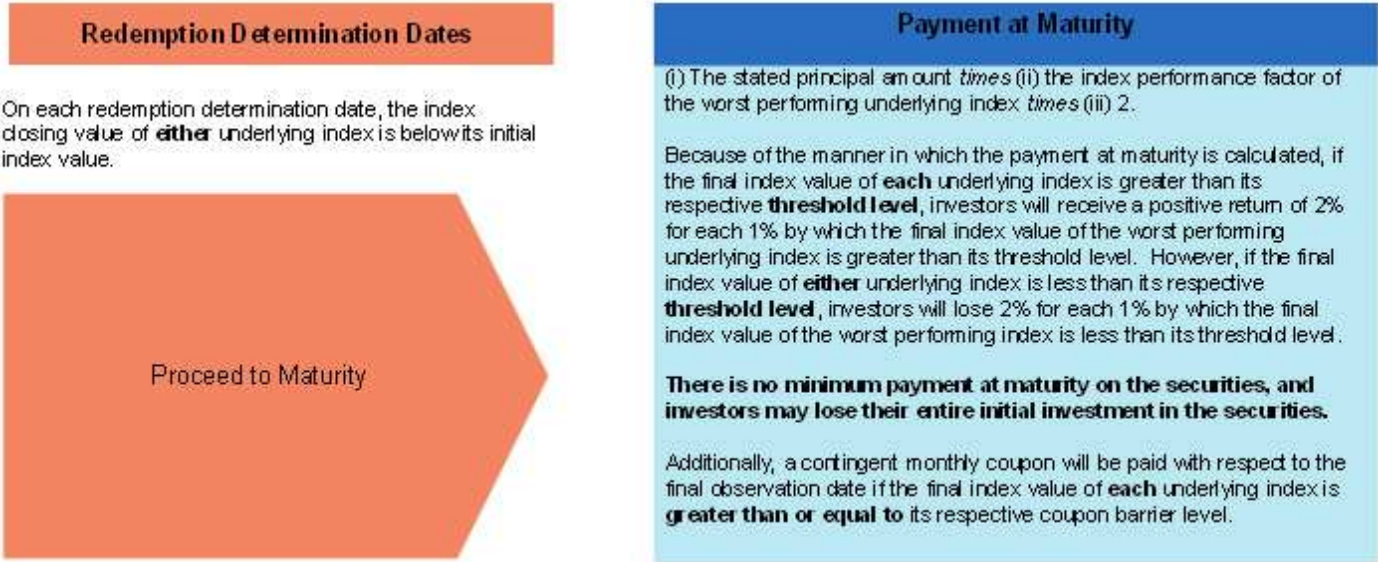 Redemption Determination Dates
On each redemption determination date, the index
closing value of either underlying index is below its initial
index value.
Proceed to Maturity
Payment at Maturity
(i) The stated principal amount times (ii) the index performance factor of
the worst performing underlying index times (iii) 2.
Because of the manner in which the payment at maturity is calculated, if
the final index value of each underlying index is greater than its
respective threshold level, investors will receive a positive return of 2%
for each 1% by which the final index value of the worst performing
underlying index is greater than its threshold level. However, if the final
index value of either underlying index is less than its respective
threshold level, investors will lose 2% for each 1% by which the final
index value of the worst performing index is less than its threshold level.
There is no minimum payment at maturity on the securities, and
investors may lose their entire initial investment in the securities.
Additionally, a contingent monthly coupon will be paid with respect to the
final observation date if the final index value of each underlying index is
greater than or equal to its respective coupon barrier level.